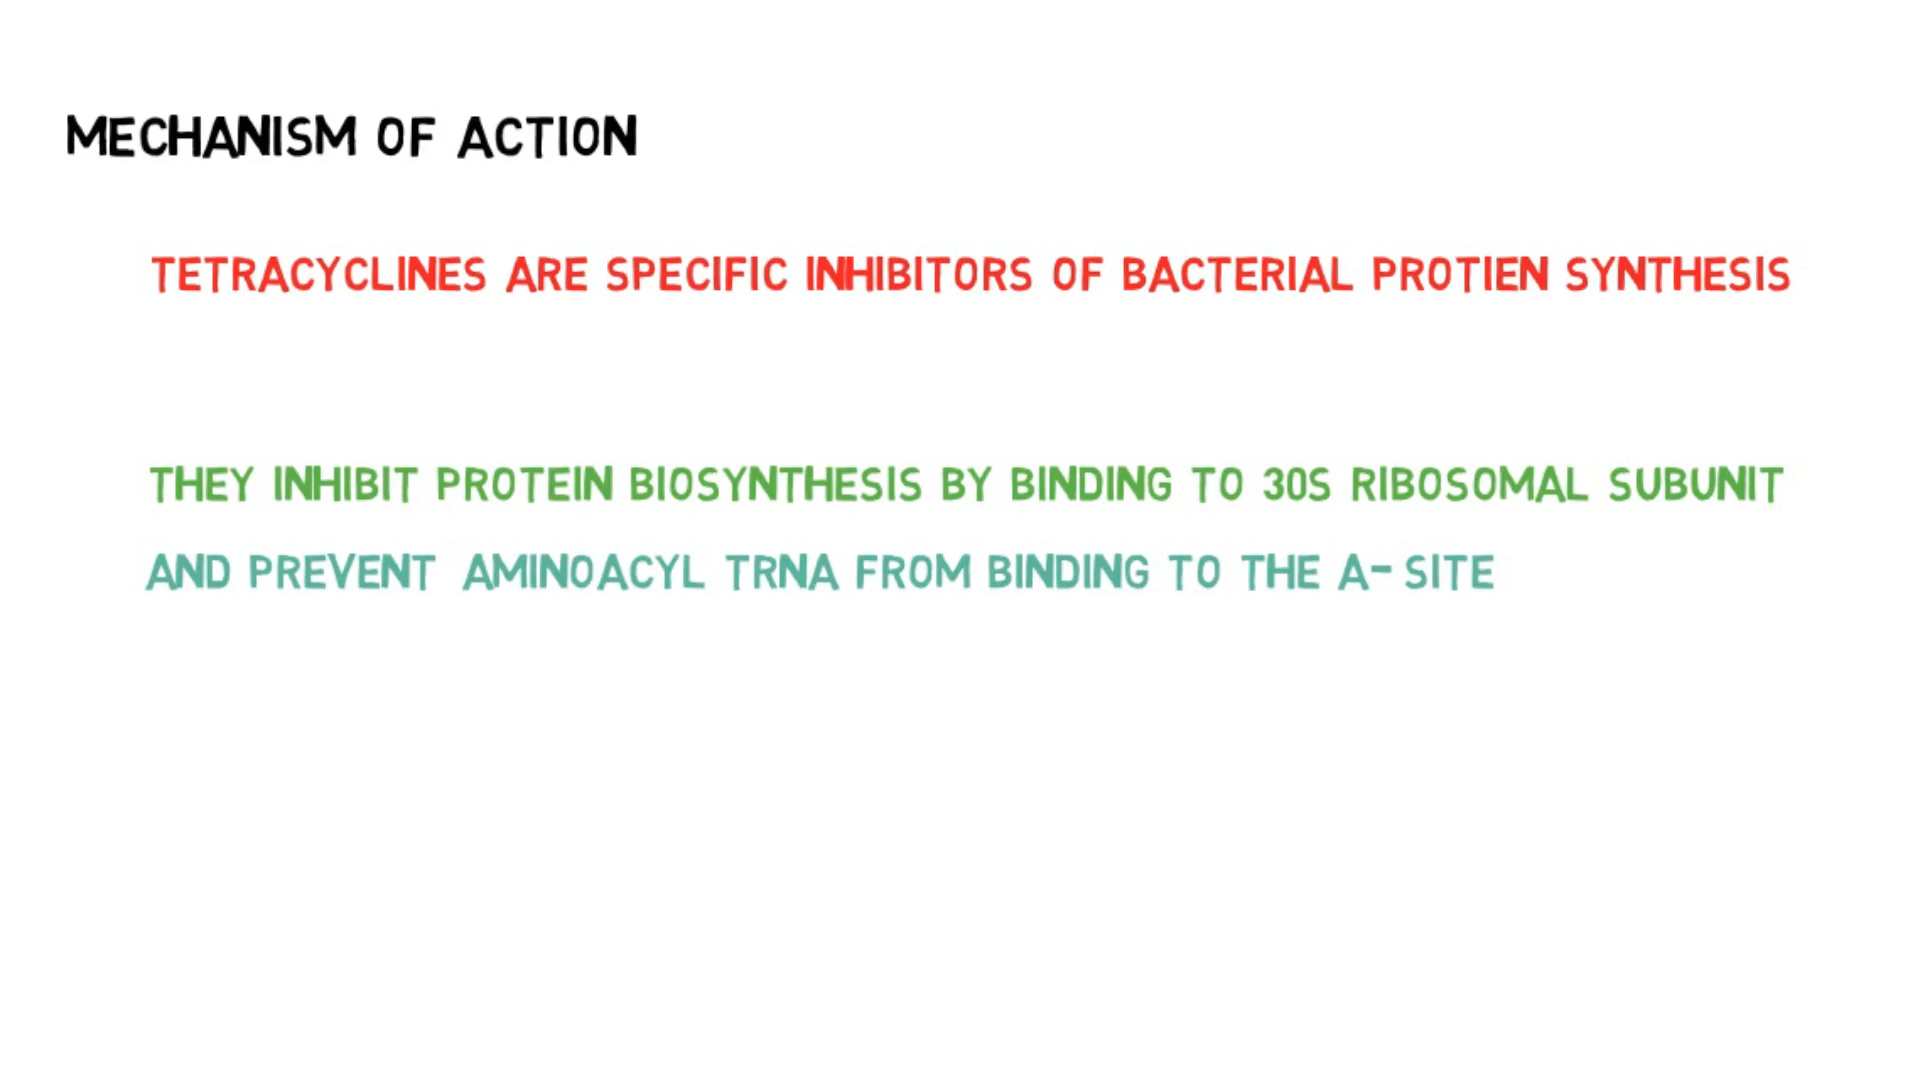 MECHANISM OF ACTION
TETRACYCLINES ARE SPECIFIC INHIBITORS OF BACTERIAL PROTIEN SYNTHESIS
THEY INHIBIT PROTEIN BIOSYNTHESIS BY BINDING TO 30S RIBOSOMAL SUBUNIT
AND PREVENT AMINOACYL TRNA FROM BINDING TO THE A- SITE